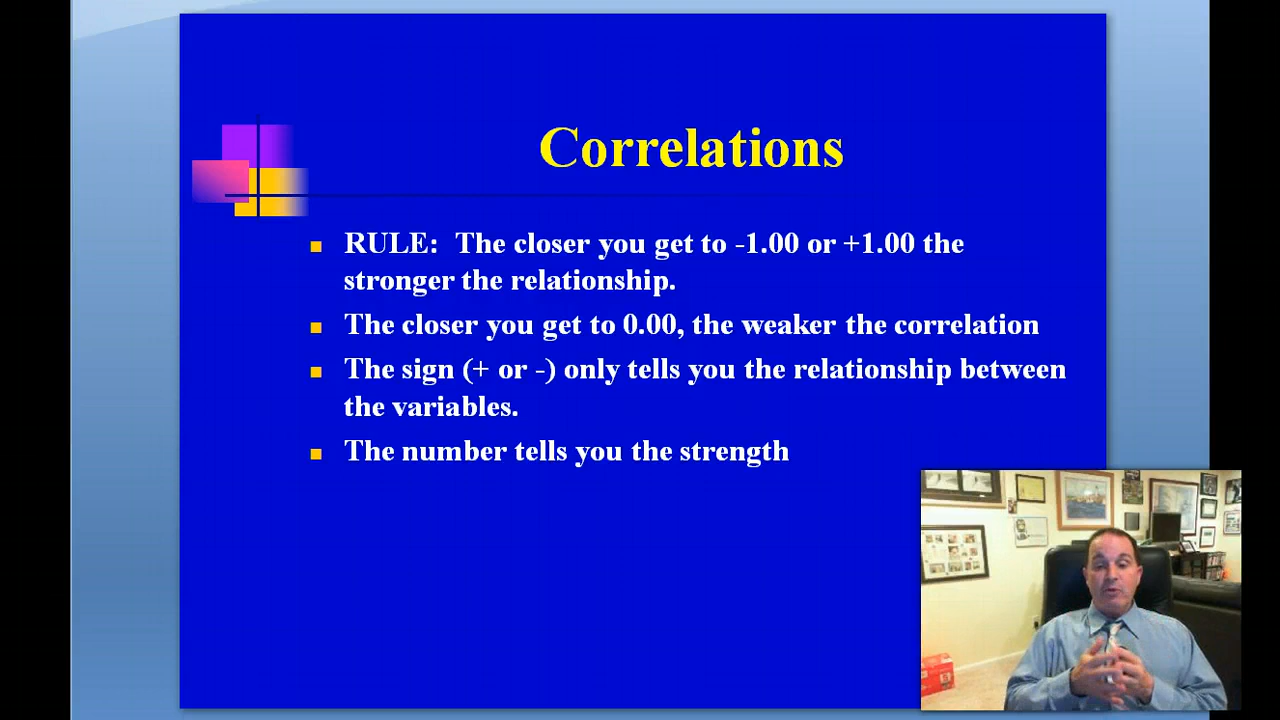 Correlations
RULE:  The closer you get to -1.00 or +1.00 the
stronger the relationship.
The closer you get to 0.00, the weaker the correlation
The sign (+ or -) only tells you the relationship between
the variables.
The number tells you the strength